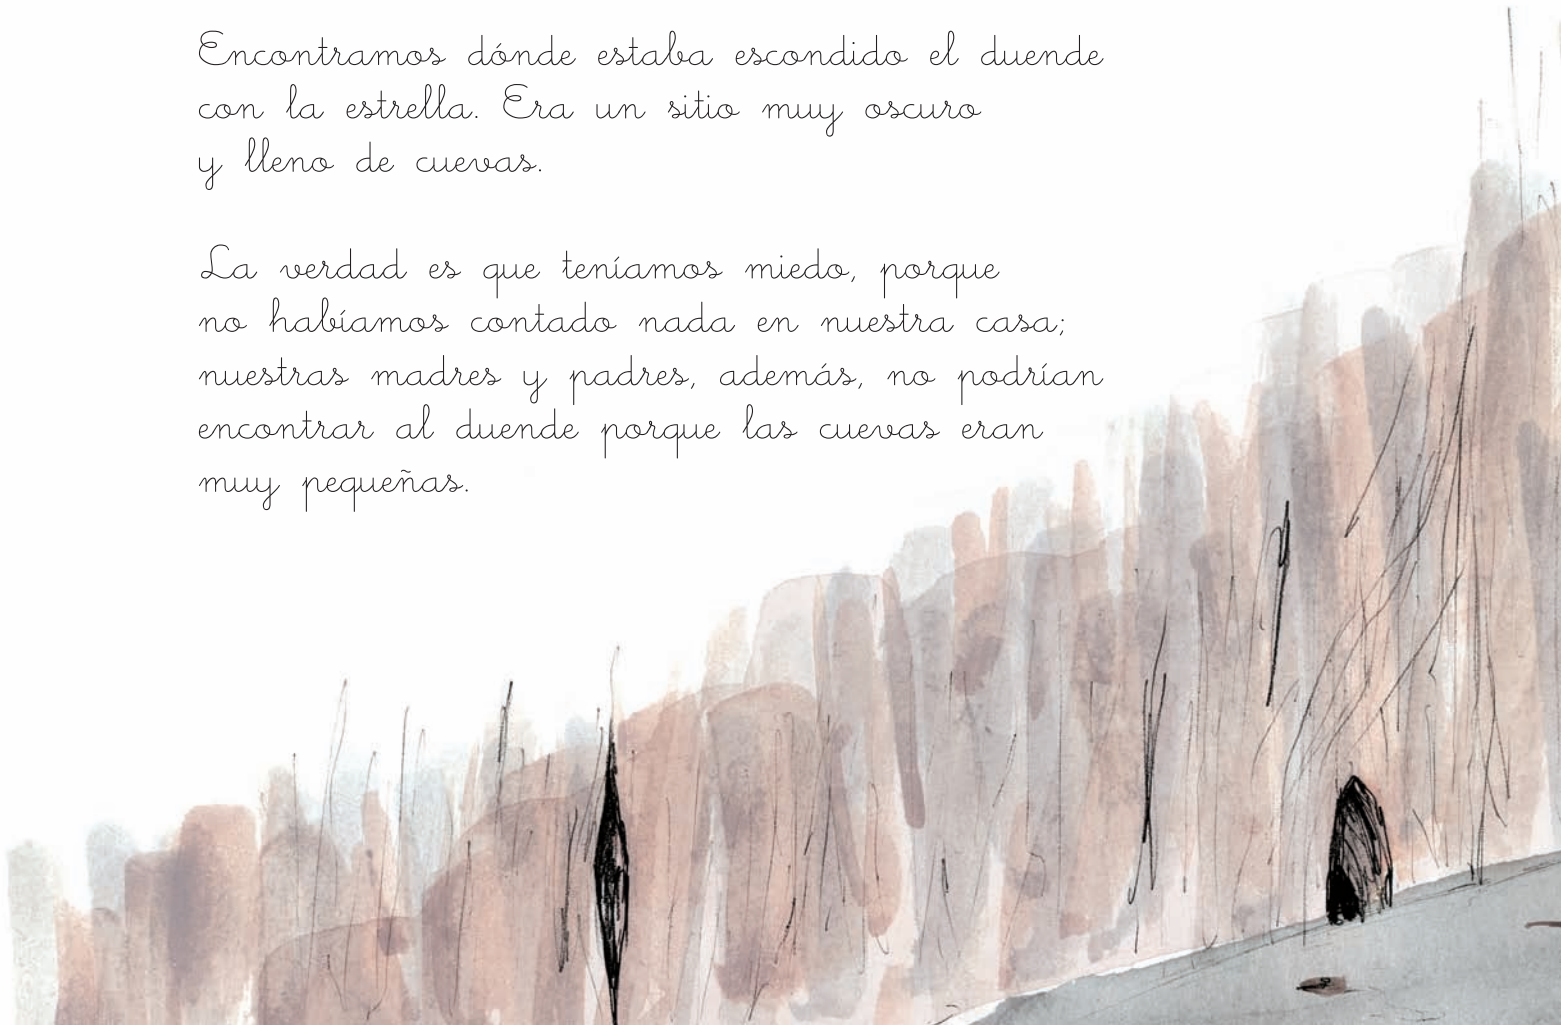 Encontramos dónde estaba escondido el duende
con la estrella. Era un sitio muy oscuro
y lleno de cuevas.
La verdad es que teníamos miedo, porque
no habíamos contado nada en nuestra casa;
nuestras madres y padres, además, no podrían
encontrar al duende porque las cuevas eran
muy pequeñas.